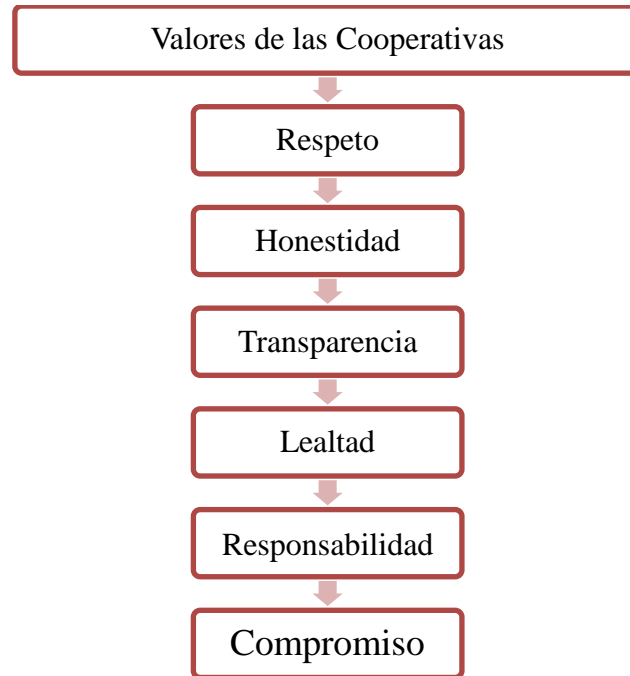 Valores de las Cooperativas
Respeto
Honestidad
Transparencia
Lealtad
Responsabilidad
Compromiso